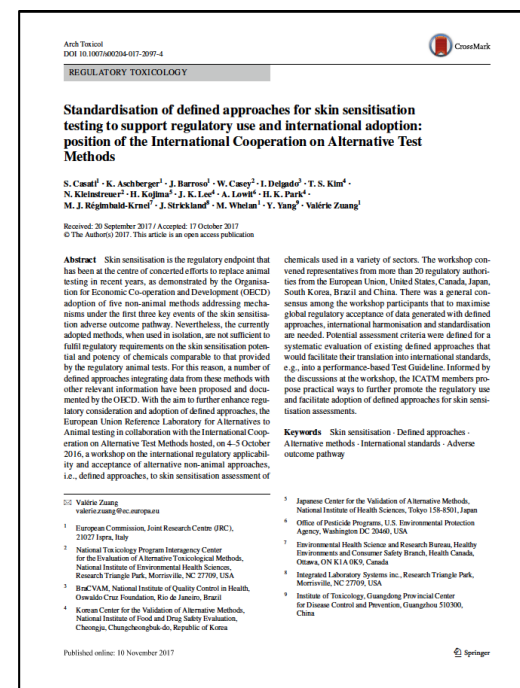 Arch Toxicol
DOI 10.1007/s00204-017-2097-4
CrossMark
REGULATORY TOXICOLOGY
Standardisation of defined approaches for skin sensitisation
testing to support regulatory use and international adoption:
position of the International Cooperation on Alternative Test
Methods
S. Casati1 · K. Aschberger1 · J. Barroso1 · W. Casey2 · I. Delgado3 · T. S. Kim4 ·
N. Kleinstreuer2 · H. Kojima5 · J. K. Lee4 · A. Lowit6 · H. K. Park4 ·
M. J. Régimbald-Krnel7 · J. Strickland8 · M. Whelan1 · Y. Yang9 · Valérie Zuang1
Received: 20 September 2017 / Accepted: 17 October 2017
© The Author(s) 2017. This article is an open access publication
Abstract Skin sensitisation is the regulatory endpoint that
has been at the centre of concerted efforts to replace animal
testing in recent years, as demonstrated by the Organisa-
tion for Economic Co-operation and Development (OECD)
adoption of five non-animal methods addressing mecha-
nisms under the first three key events of the skin sensitisa-
tion adverse outcome pathway. Nevertheless, the currently
adopted methods, when used in isolation, are not sufficient to
fulfil regulatory requirements on the skin sensitisation poten-
tial and potency of chemicals comparable to that provided
by the regulatory animal tests. For this reason, a number of
defined approaches integrating data from these methods with
other relevant information have been proposed and docu-
mented by the OECD. With the aim to further enhance regu-
latory consideration and adoption of defined approaches, the
European Union Reference Laboratory for Alternatives to
Animal testing in collaboration with the International Coop-
eration on Alternative Test Methods hosted, on 4–5 October
2016, a workshop on the international regulatory applicabil-
ity and acceptance of alternative non-animal approaches,
i.e., defined approaches, to skin sensitisation assessment of
chemicals used in a variety of sectors. The workshop con-
vened representatives from more than 20 regulatory authori-
ties from the European Union, United States, Canada, Japan,
South Korea, Brazil and China. There was a general con-
sensus among the workshop participants that to maximise
global regulatory acceptance of data generated with defined
approaches, international harmonisation and standardisation
are needed. Potential assessment criteria were defined for a
systematic evaluation of existing defined approaches that
would facilitate their translation into international standards,
e.g., into a performance-based Test Guideline. Informed by
the discussions at the workshop, the ICATM members pro-
pose practical ways to further promote the regulatory use
and facilitate adoption of defined approaches for skin sensi-
tisation assessments.
Keywords Skin sensitisation · Defined approaches ·
Alternative methods · International standards · Adverse
outcome pathway
✉ Valérie Zuang
valerie.zuang@ec.europa.eu
1 European Commission, Joint Research Centre (JRC),
21027 Ispra, Italy
2 National Toxicology Program Interagency Center
for the Evaluation of Alternative Toxicological Methods,
National Institute of Environmental Health Sciences,
Research Triangle Park, Morrisville, NC 27709, USA
3 BraCVAM, National Institute of Quality Control in Health,
Oswaldo Cruz Foundation, Rio de Janeiro, Brazil
4 Korean Center for the Validation of Alternative Methods,
National Institute of Food and Drug Safety Evaluation,
Cheongju, Chungcheongbuk-do, Republic of Korea
5 Japanese Center for the Validation of Alternative Methods,
National Institute of Health Sciences, Tokyo 158-8501, Japan
6 Office of Pesticide Programs, U.S. Environmental Protection
Agency, Washington DC 20460, USA
7 Environmental Health Science and Research Bureau, Healthy
Environments and Consumer Safety Branch, Health Canada,
Ottawa, ON K1A 0K9, Canada
8 Integrated Laboratory Systems inc., Research Triangle Park,
Morrisville, NC 27709, USA
9 Institute of Toxicology, Guangdong Provincial Center
for Disease Control and Prevention, Guangzhou 510300,
China
Published online: 10 November 2017
Springer